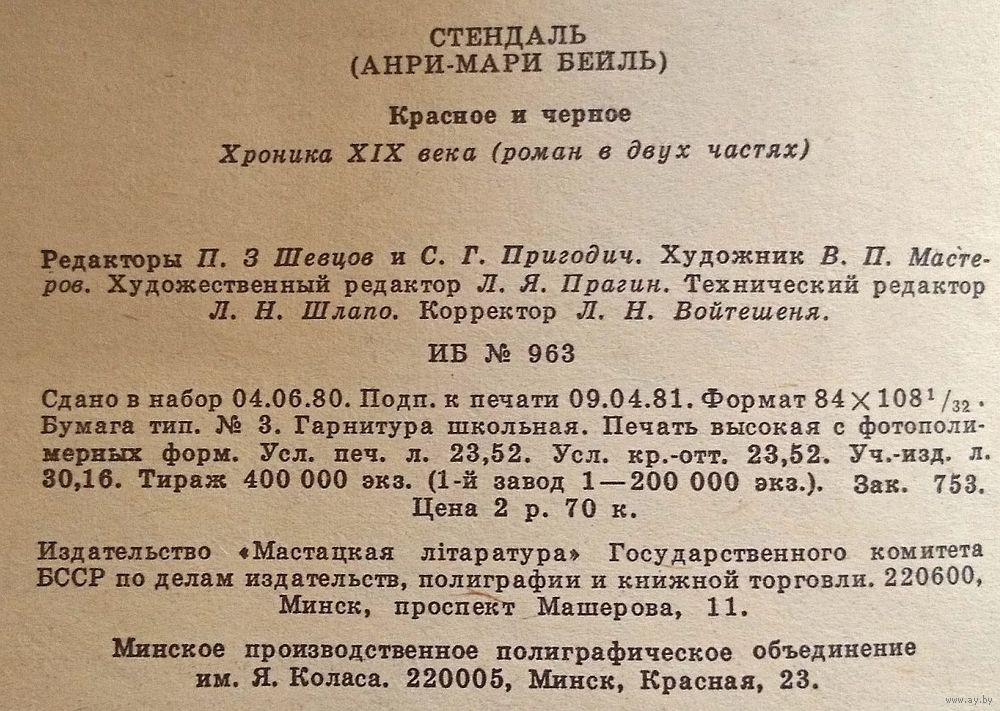 СТЕНДАЛЬ
(АНРИ-МАРИ БЕЙЛЬ)
Красное и черное
Хроника XIX века (роман в двух частях)
Редакторы П. З Шевцов и С. Г. Пригодич. Художник В. П. Масте-
ров. Художественный редактор Л. Я. Прагин. Технический редактор
Л. Н. Шлапо. Корректор Л. Н. Войтешеня.
ИБ № 963
Сдано в набор 04.06.80. Подп. к печати 09.04.81. Формат 84×108¹/₃₂.
Бумага тип. № 3. Гарнитура школьная. Печать высокая с фотополи-
мерных форм. Усл. печ. л. 23,52. Усл. кр.-отт. 23,52. Уч.-изд. л.
30,16. Тираж 400 000 экз. (1-й завод 1—200 000 экз.). Зак. 753.
Цена 2 р. 70 к.
Издательство «Мастацкая літаратура» Государственного комитета
БССР по делам издательств, полиграфии и книжной торговли. 220600,
Минск, проспект Машерова, 11.
Минское производственное полиграфическое объединение
им. Я. Коласа. 220005, Минск, Красная, 23.
www.ay.by